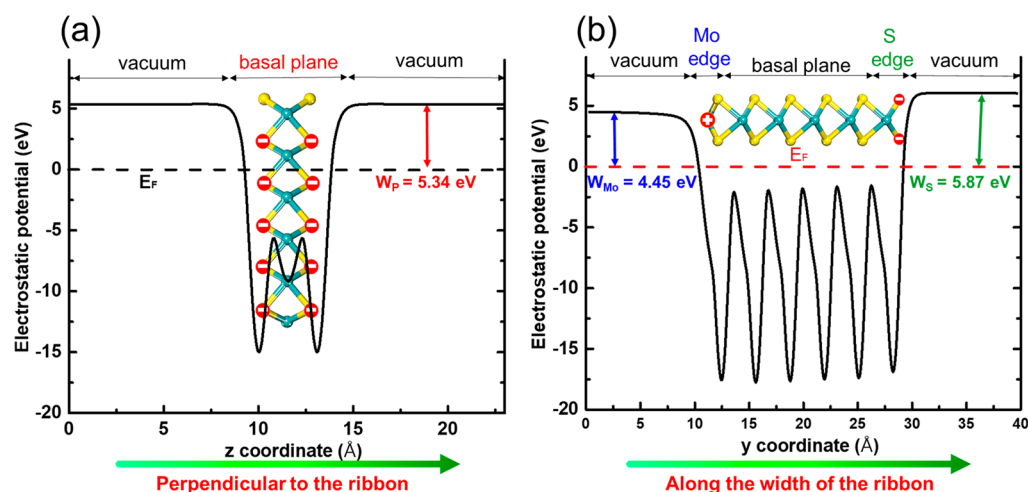 (a)
vacuum
basal plane
vacuum
Electrostatic potential (eV)
5
0
-5
-10
-15
-20
E_F
W_P = 5.34 eV
0
5
10
15
20
z coordinate (Å)
Perpendicular to the ribbon
(b)
Mo
edge
S
edge
vacuum
basal plane
vacuum
Electrostatic potential (eV)
5
0
-5
-10
-15
-20
E_F
W_Mo = 4.45 eV
W_S = 5.87 eV
0
5
10
15
20
25
30
35
40
y coordinate (Å)
Along the width of the ribbon